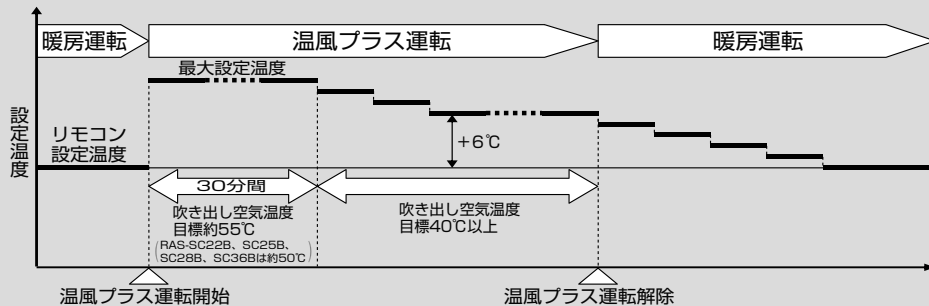 暖房運転
温風プラス運転
暖房運転
最大設定温度
設定温度
リモコン
設定温度
+6℃
30分間
吹き出し空気温度
目標約55℃
(RAS-SC22B、SC25B、
SC28B、SC36Bは約50℃)
吹き出し空気温度
目標40℃以上
温風プラス運転開始
温風プラス運転解除